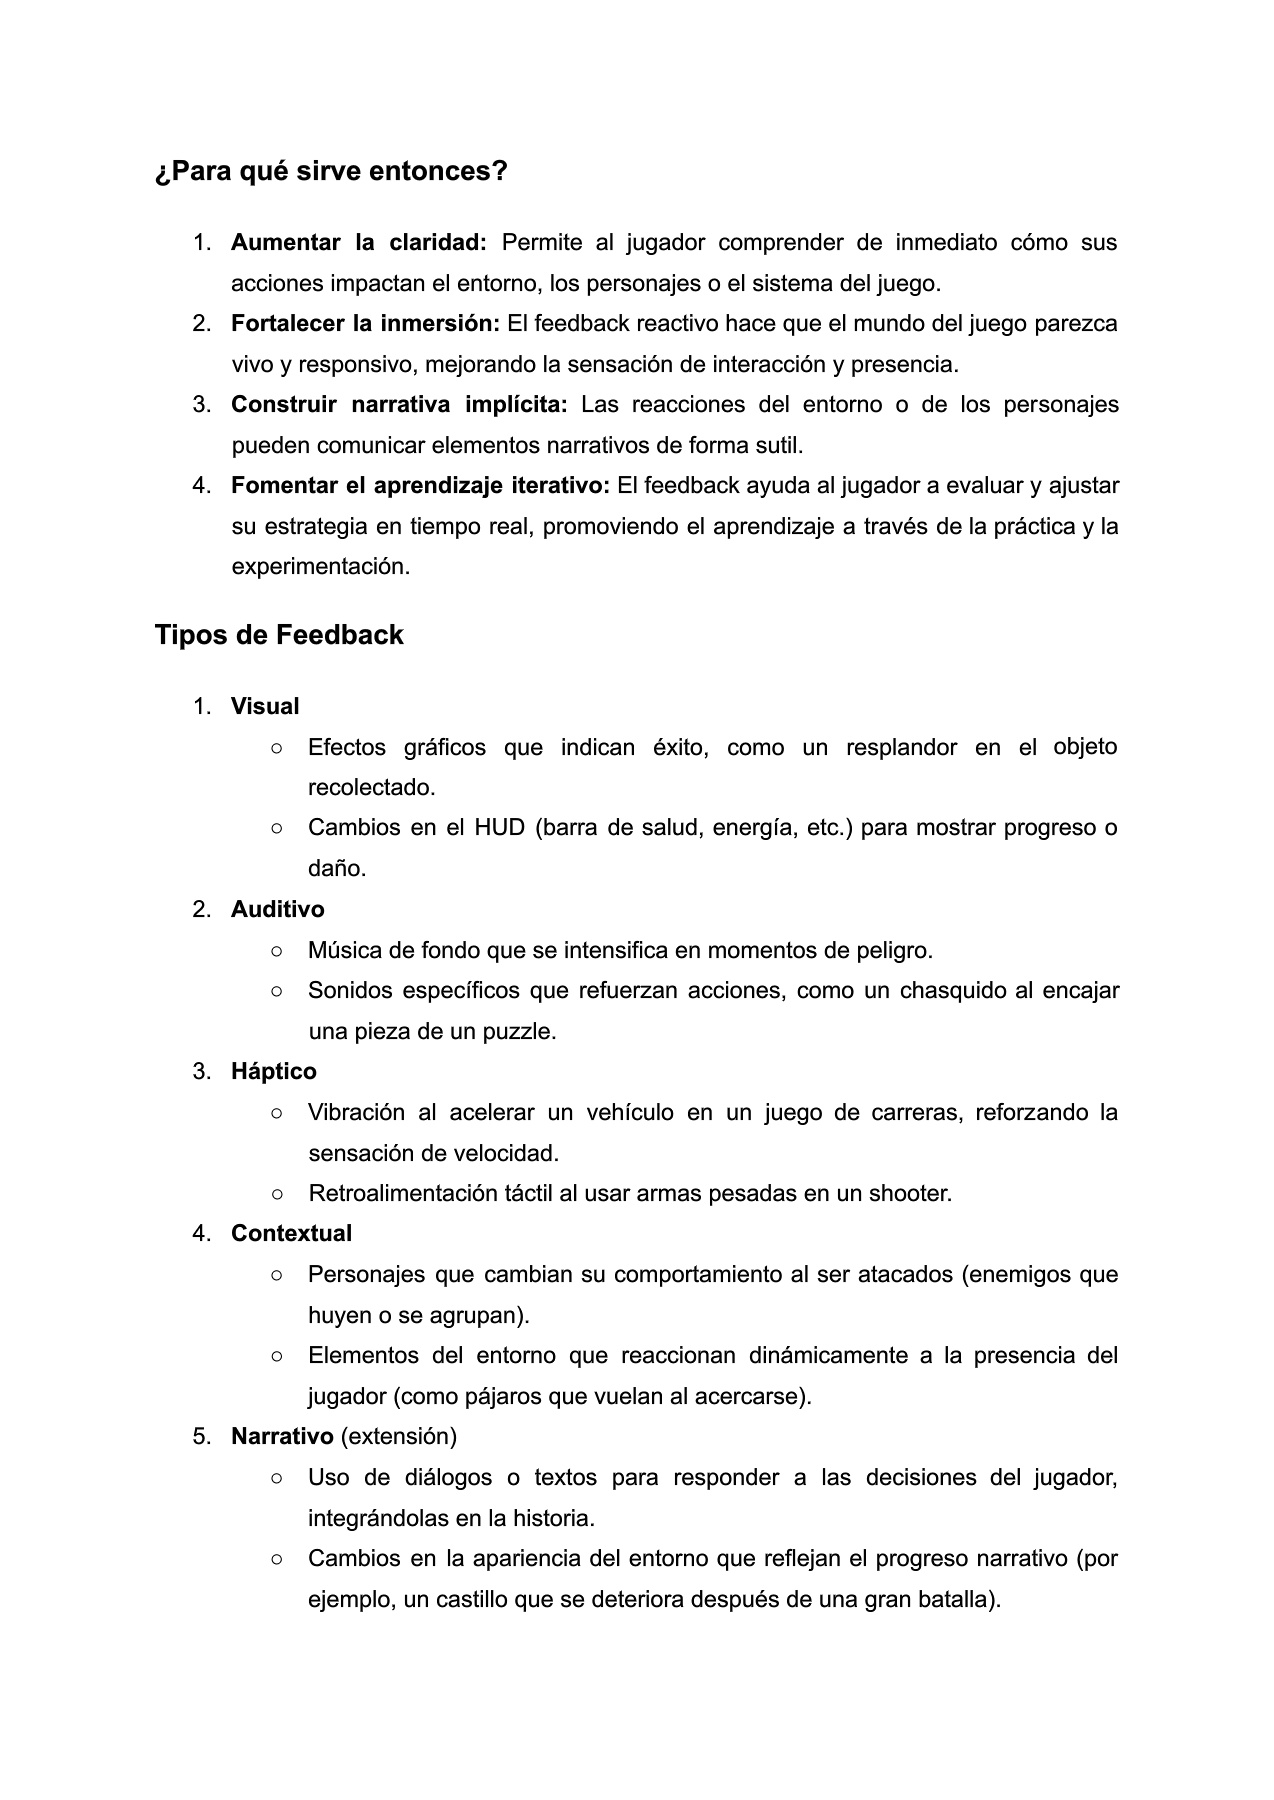 ¿Para qué sirve entonces?
1. Aumentar la claridad: Permite al jugador comprender de inmediato cómo sus
acciones impactan el entorno, los personajes o el sistema del juego.
2. Fortalecer la inmersión: El feedback reactivo hace que el mundo del juego parezca
vivo y responsivo, mejorando la sensación de interacción y presencia.
3. Construir narrativa implícita: Las reacciones del entorno o de los personajes
pueden comunicar elementos narrativos de forma sutil.
4. Fomentar el aprendizaje iterativo: El feedback ayuda al jugador a evaluar y ajustar
su estrategia en tiempo real, promoviendo el aprendizaje a través de la práctica y la
experimentación.
Tipos de Feedback
1. Visual
○ Efectos gráficos que indican éxito, como un resplandor en el objeto
recolectado.
○ Cambios en el HUD (barra de salud, energía, etc.) para mostrar progreso o
daño.
2. Auditivo
○ Música de fondo que se intensifica en momentos de peligro.
○ Sonidos específicos que refuerzan acciones, como un chasquido al encajar
una pieza de un puzzle.
3. Háptico
○ Vibración al acelerar un vehículo en un juego de carreras, reforzando la
sensación de velocidad.
○ Retroalimentación táctil al usar armas pesadas en un shooter.
4. Contextual
○ Personajes que cambian su comportamiento al ser atacados (enemigos que
huyen o se agrupan).
○ Elementos del entorno que reaccionan dinámicamente a la presencia del
jugador (como pájaros que vuelan al acercarse).
5. Narrativo (extensión)
○ Uso de diálogos o textos para responder a las decisiones del jugador,
integrándolas en la historia.
○ Cambios en la apariencia del entorno que reflejan el progreso narrativo (por
ejemplo, un castillo que se deteriora después de una gran batalla).